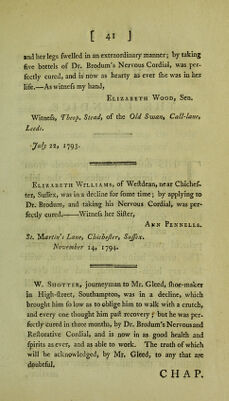 [ 41 ]
and her legs swelled in an extraordinary manner; by taking
five bottels of Dr. Brodum's Nervous Cordial, was per-
fectly cured, and is now as hearty as ever she was in her
life.—As witness my hand,
Elizabeth Wood, Sen.
Witness, Theop. Stead, of the Old Swan, Call-lane,
Leeds.
July 22, 1793.
Elizabeth Williams, of Westdean, near Chiches-
ter, Sussex, was in a decline for some time; by applying to
Dr. Brodum, and taking his Nervous Cordial, was per-
fectly cured.——Witness her Sister,
Ann Pennells.
St. Martin's Lane, Chichester, Sussex.
November 14, 1794.
W. Shotter, journeyman to Mr. Gleed, shoe-maker
in High-street, Southampton, was in a decline, which
brought him so low as to oblige him to walk with a crutch,
and every one thought him past recovery; but he was per-
fectly cured in three months, by Dr. Brodum's Nervous and
Restorative Cordial, and is now in as good health and
spirits as ever, and as able to work. The truth of which
will be acknowledged, by Mr. Gleed, to any that are
doubtful.
CHAP.